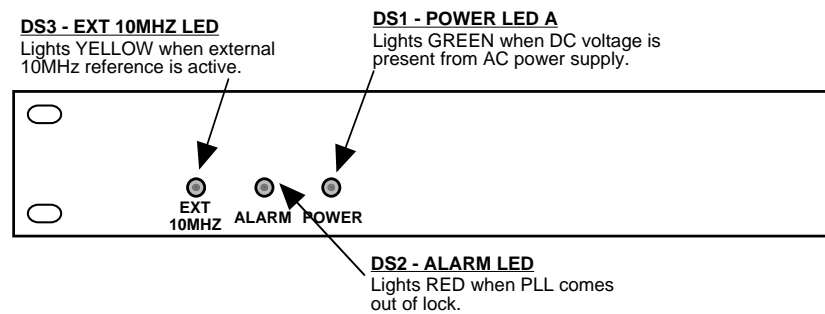 DS3 - EXT 10MHZ LED
Lights YELLOW when external
10MHz reference is active.
DS1 - POWER LED A
Lights GREEN when DC voltage is
present from AC power supply.
EXT
10MHZ
ALARM
POWER
DS2 - ALARM LED
Lights RED when PLL comes
out of lock.